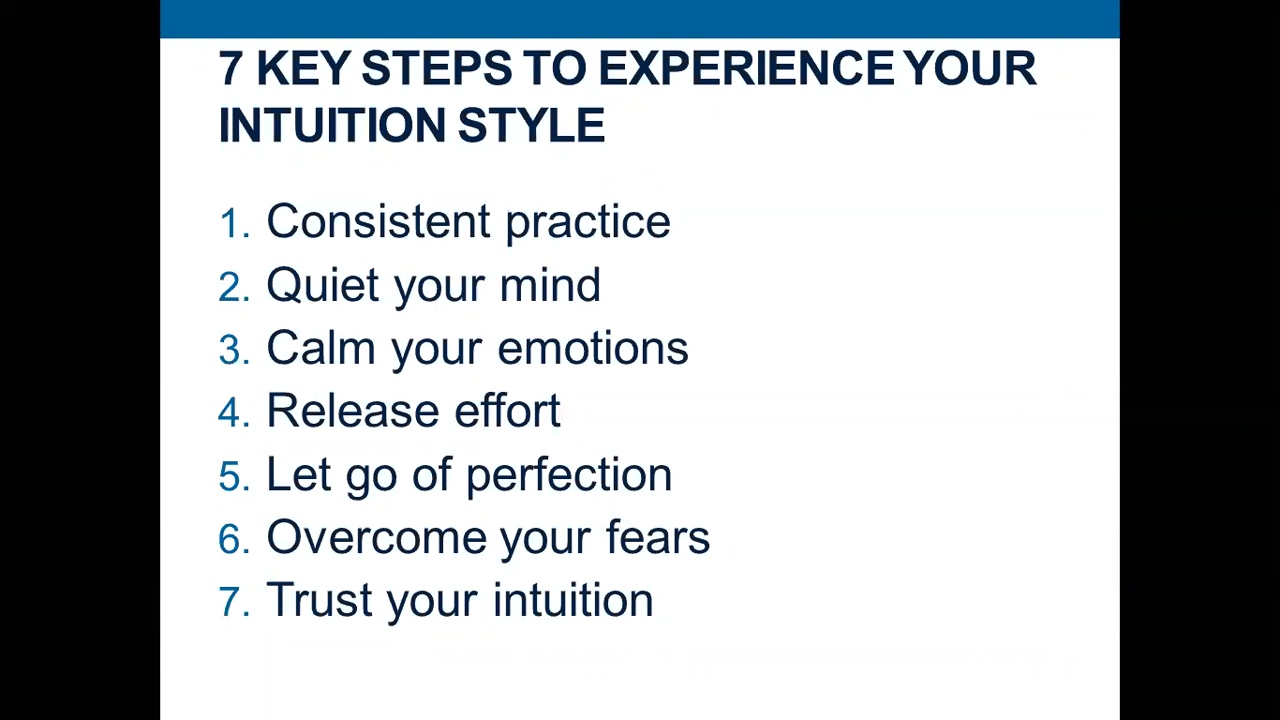 7 KEY STEPS TO EXPERIENCE YOUR
INTUITION STYLE
1. Consistent practice
2. Quiet your mind
3. Calm your emotions
4. Release effort
5. Let go of perfection
6. Overcome your fears
7. Trust your intuition